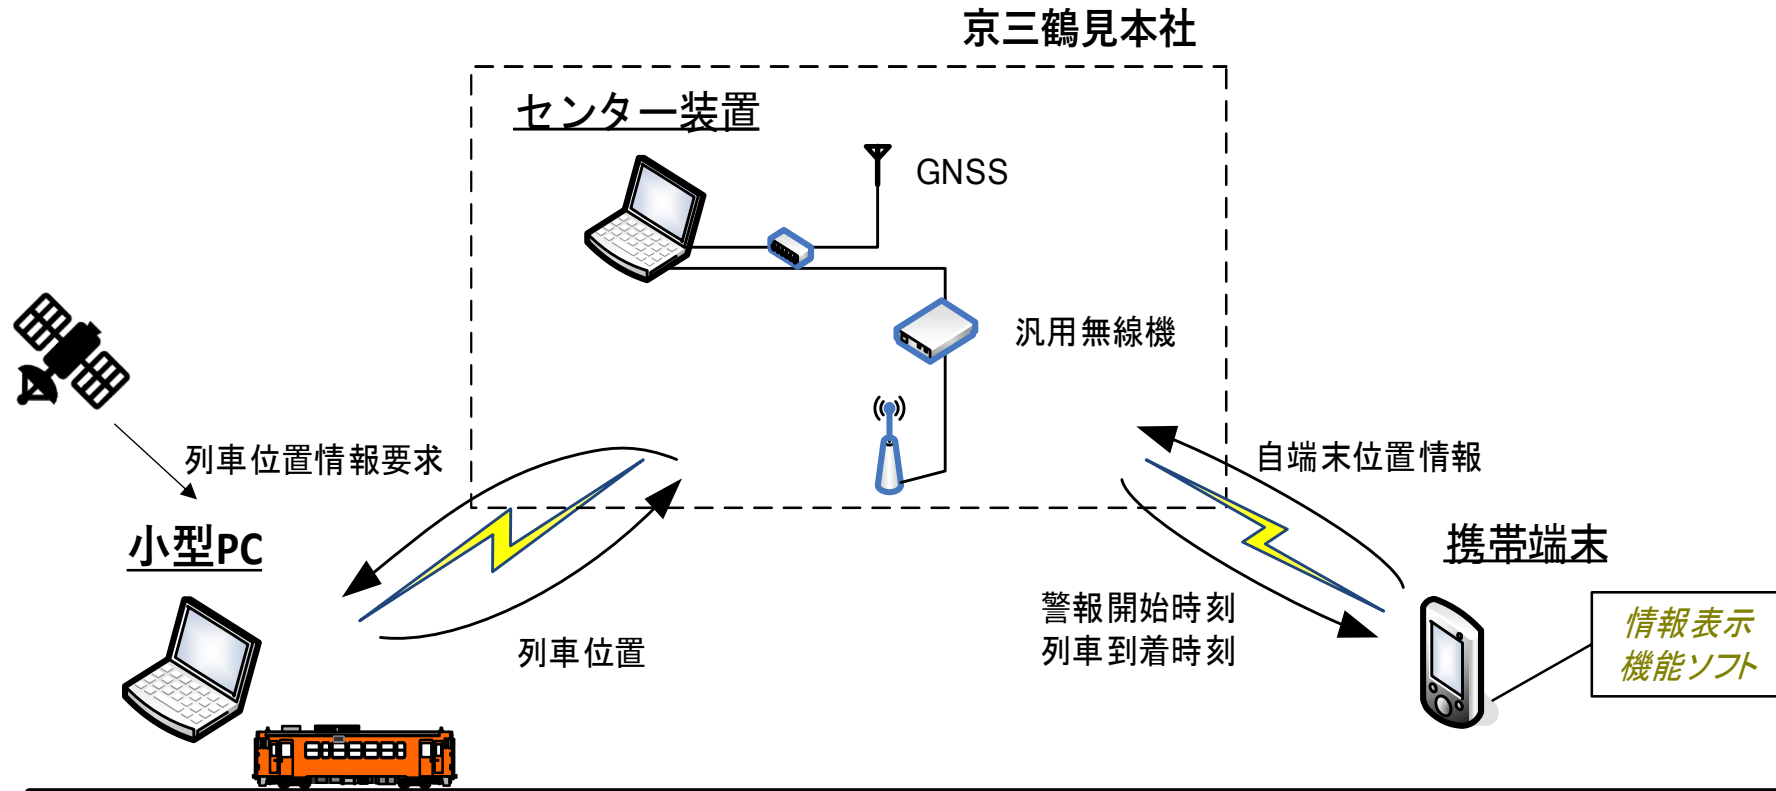 京三鶴見本社
センター装置
GNSS
汎用無線機
列車位置情報要求
自端末位置情報
小型PC
携帯端末
列車位置
警報開始時刻
列車到着時刻
情報表示
機能ソフト